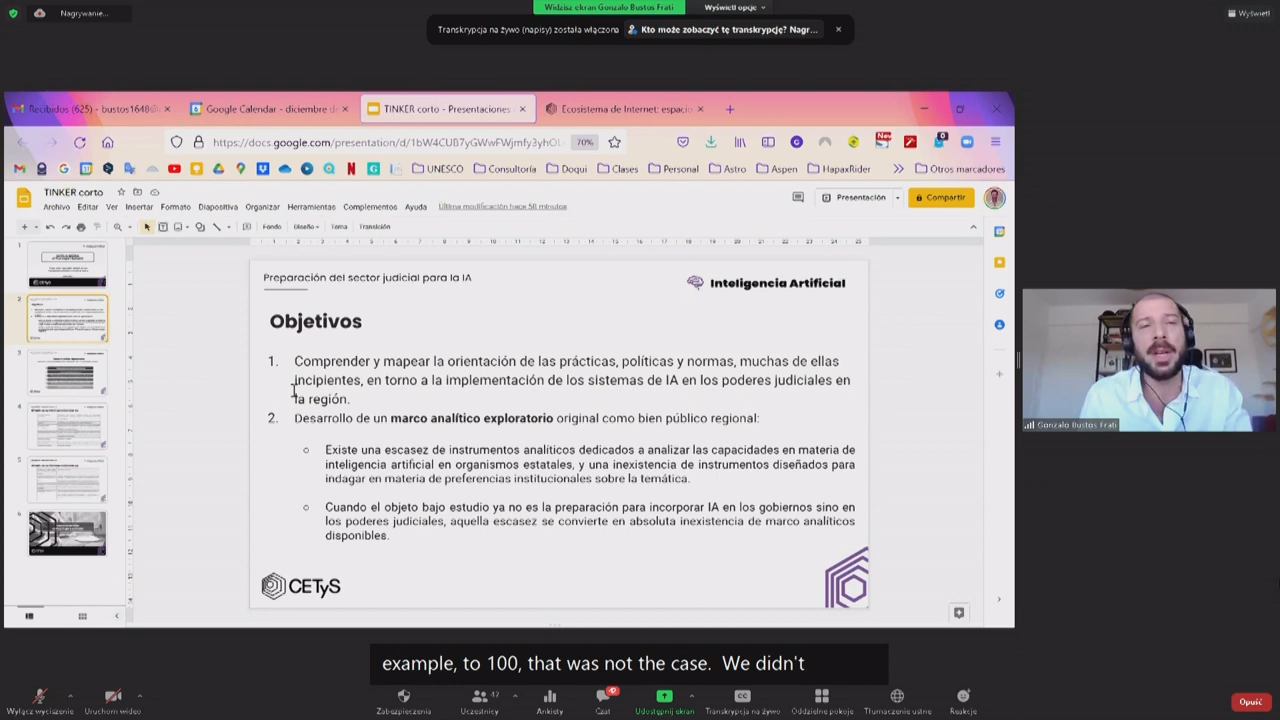 Nagrywanie...
Widzisz ekran Gonzalo Bustos Frati
Wyświetl opcje
Wyświetl
Transkrypcja na żywo (napisy) została włączona
Kto może zobaczyć tę transkrypcję? Nagr...
Recibidos (625) - bustos1648@
Google Calendar - diciembre de
TINKER corto - Presentaciones
Ecosistema de Internet: espacio
https://docs.google.com/presentation/d/1bW4CUB7yGWwFWjmfy3yhOL
70%
UNESCO
Consultoría
Doqui
Clases
Personal
Astro
Aspen
HapaxRider
Otros marcadores
TINKER corto
Archivo Editar Ver Insertar Formato Diapositiva Organizar Herramientas Complementos Ayuda
Última modificación hace 58 minutos
Presentación
Compartir
Fondo Diseño Tema Transición
Preparación del sector judicial para la IA
Inteligencia Artificial
Objetivos
1. Comprender y mapear la orientación de las prácticas, políticas y normas, muchas de ellas
incipientes, en torno a la implementación de los sistemas de IA en los poderes judiciales en
la región.
2. Desarrollo de un marco analítico exploratorio original como bien público regional.
Existe una escasez de instrumentos analíticos dedicados a analizar las capacidades en materia de
inteligencia artificial en organismos estatales, y una inexistencia de instrumentos diseñados para
indagar en materia de preferencias institucionales sobre la temática.
Cuando el objeto bajo estudio ya no es la preparación para incorporar IA en los gobiernos sino en
los poderes judiciales, aquella escasez se convierte en absoluta inexistencia de marco analíticos
disponibles.
CETyS
Gonzalo Bustos Frati
example, to 100, that was not the case. We didn't
Wyłącz wyciszenie
Uruchom wideo
Zabezpieczenia
Uczestnicy
42
Ankiety
Czat
Udostępnij ekran
Transkrypcja na żywo
Oddzielne pokoje
Tłumaczenie ustne
Reakcje
Opuść